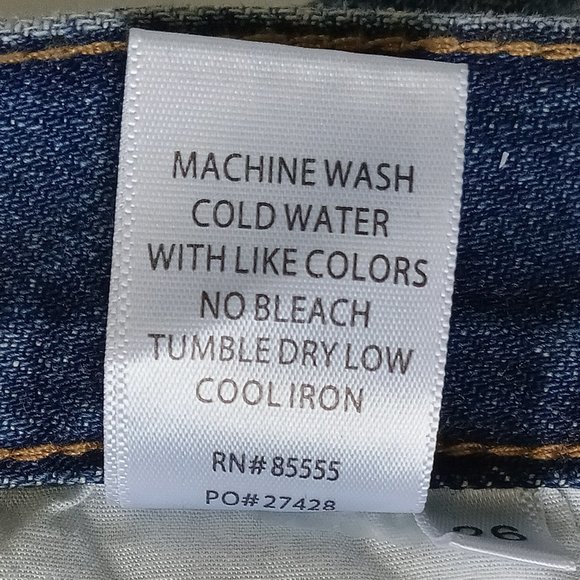 MACHINE WASH
COLD WATER
WITH LIKE COLORS
NO BLEACH
TUMBLE DRY LOW
COOL IRON
RN# 85555
PO#27428